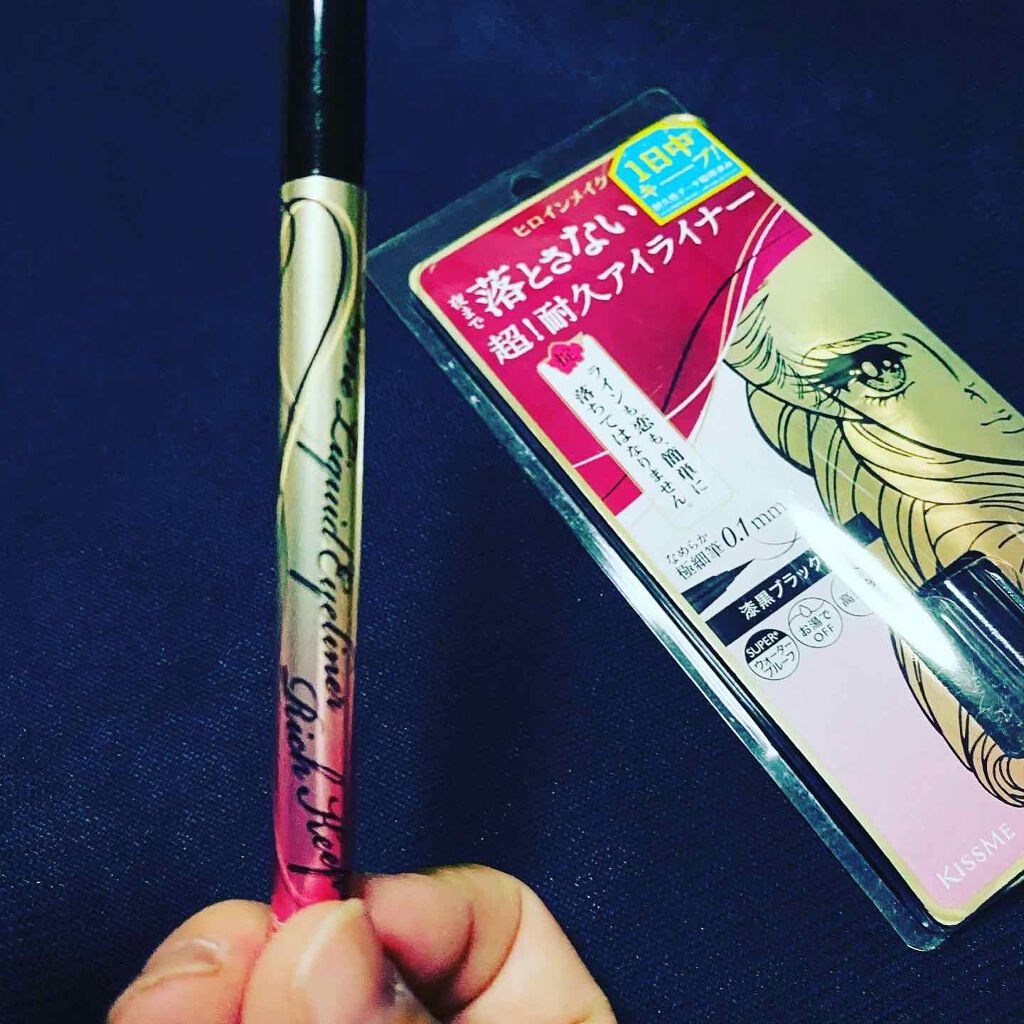 Liquid Eyeliner
Rich Keep
1日中
キープ!
ヒロインメイク
夜まで
落とさない
超!耐久アイライナー
掟
ラインも恋も、簡単に
落ちてはなりません。
なめらか
極細筆 0.1mm
漆黒ブラック
SUPER*
ウォーター
プルーフ
お湯で
OFF
高
KISSME